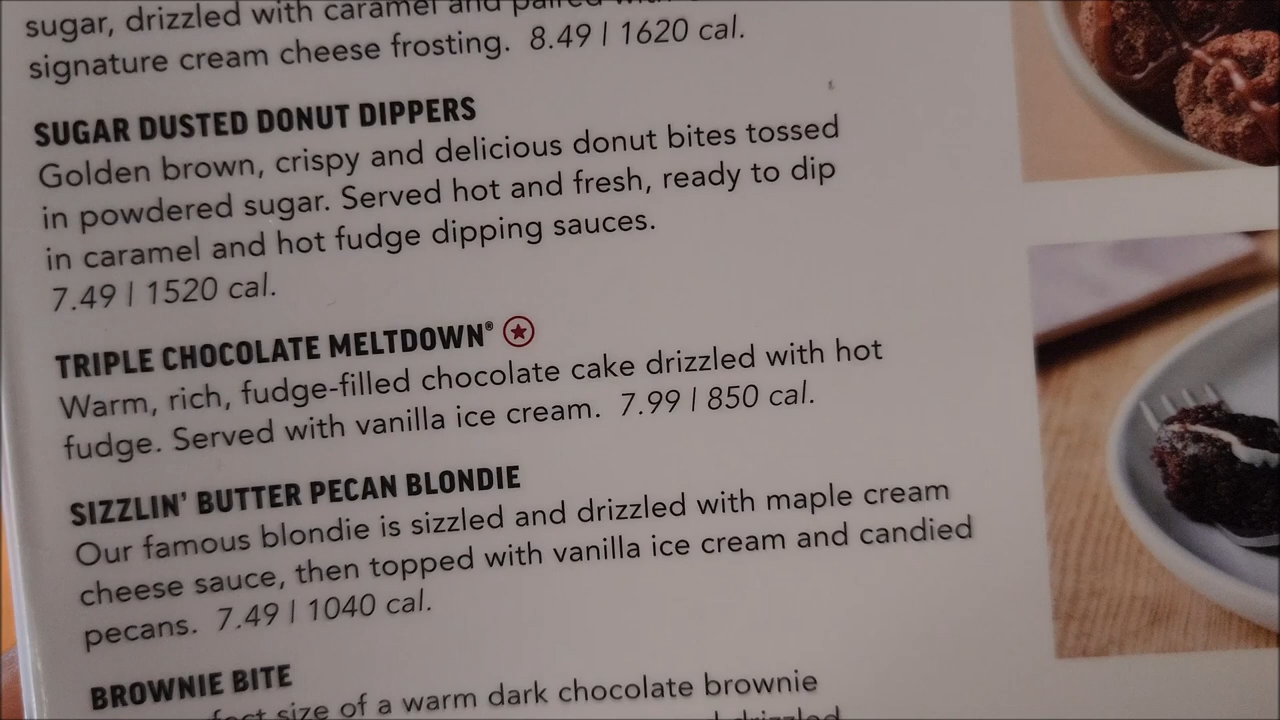 sugar, drizzled with caramel and paired with
signature cream cheese frosting. 8.49 | 1620 cal.
SUGAR DUSTED DONUT DIPPERS
Golden brown, crispy and delicious donut bites tossed
in powdered sugar. Served hot and fresh, ready to dip
in caramel and hot fudge dipping sauces.
7.49 | 1520 cal.
TRIPLE CHOCOLATE MELTDOWN®
Warm, rich, fudge-filled chocolate cake drizzled with hot
fudge. Served with vanilla ice cream. 7.99 | 850 cal.
SIZZLIN' BUTTER PECAN BLONDIE
Our famous blondie is sizzled and drizzled with maple cream
cheese sauce, then topped with vanilla ice cream and candied
pecans. 7.49 | 1040 cal.
BROWNIE BITE
size of a warm dark chocolate brownie
drizzled